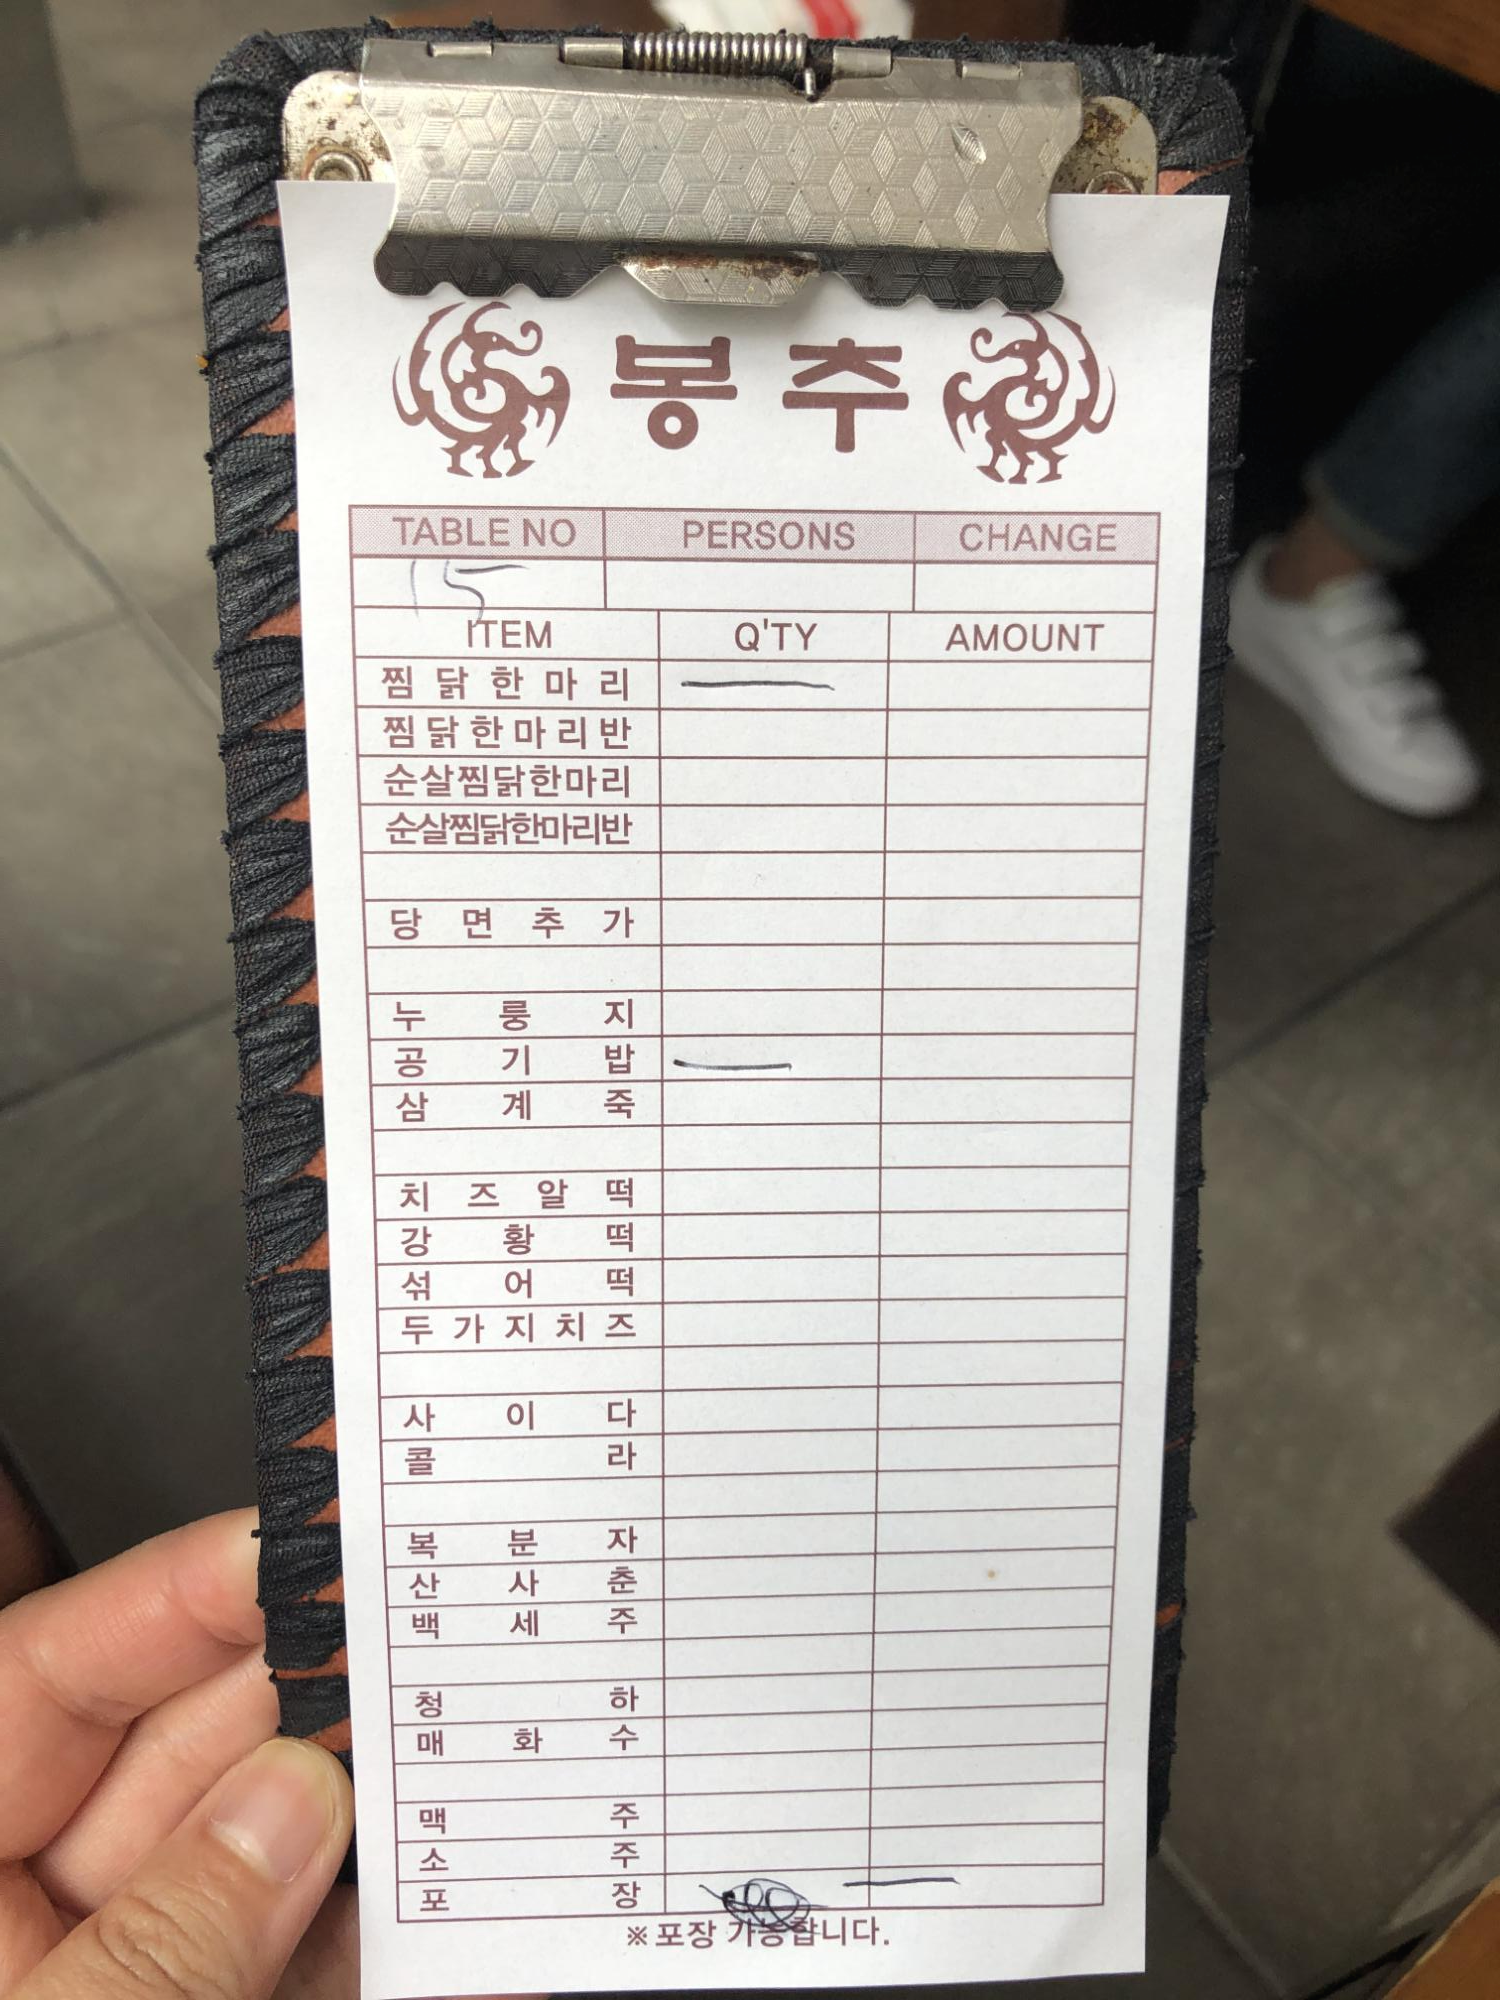 봉추
TABLE NO PERSONS CHANGE
15
ITEM Q'TY AMOUNT
찜닭한마리 一
찜닭한마리반
순살찜닭한마리
순살찜닭한마리반
당면추가
누룽지
공기밥 一
삼계죽
치즈알떡
강황떡
섞어떡
두가지치즈
사이다
콜라
복분자
산사춘
백세주
청하
매화수
맥주
소주
포장 一
※포장 가능합니다.